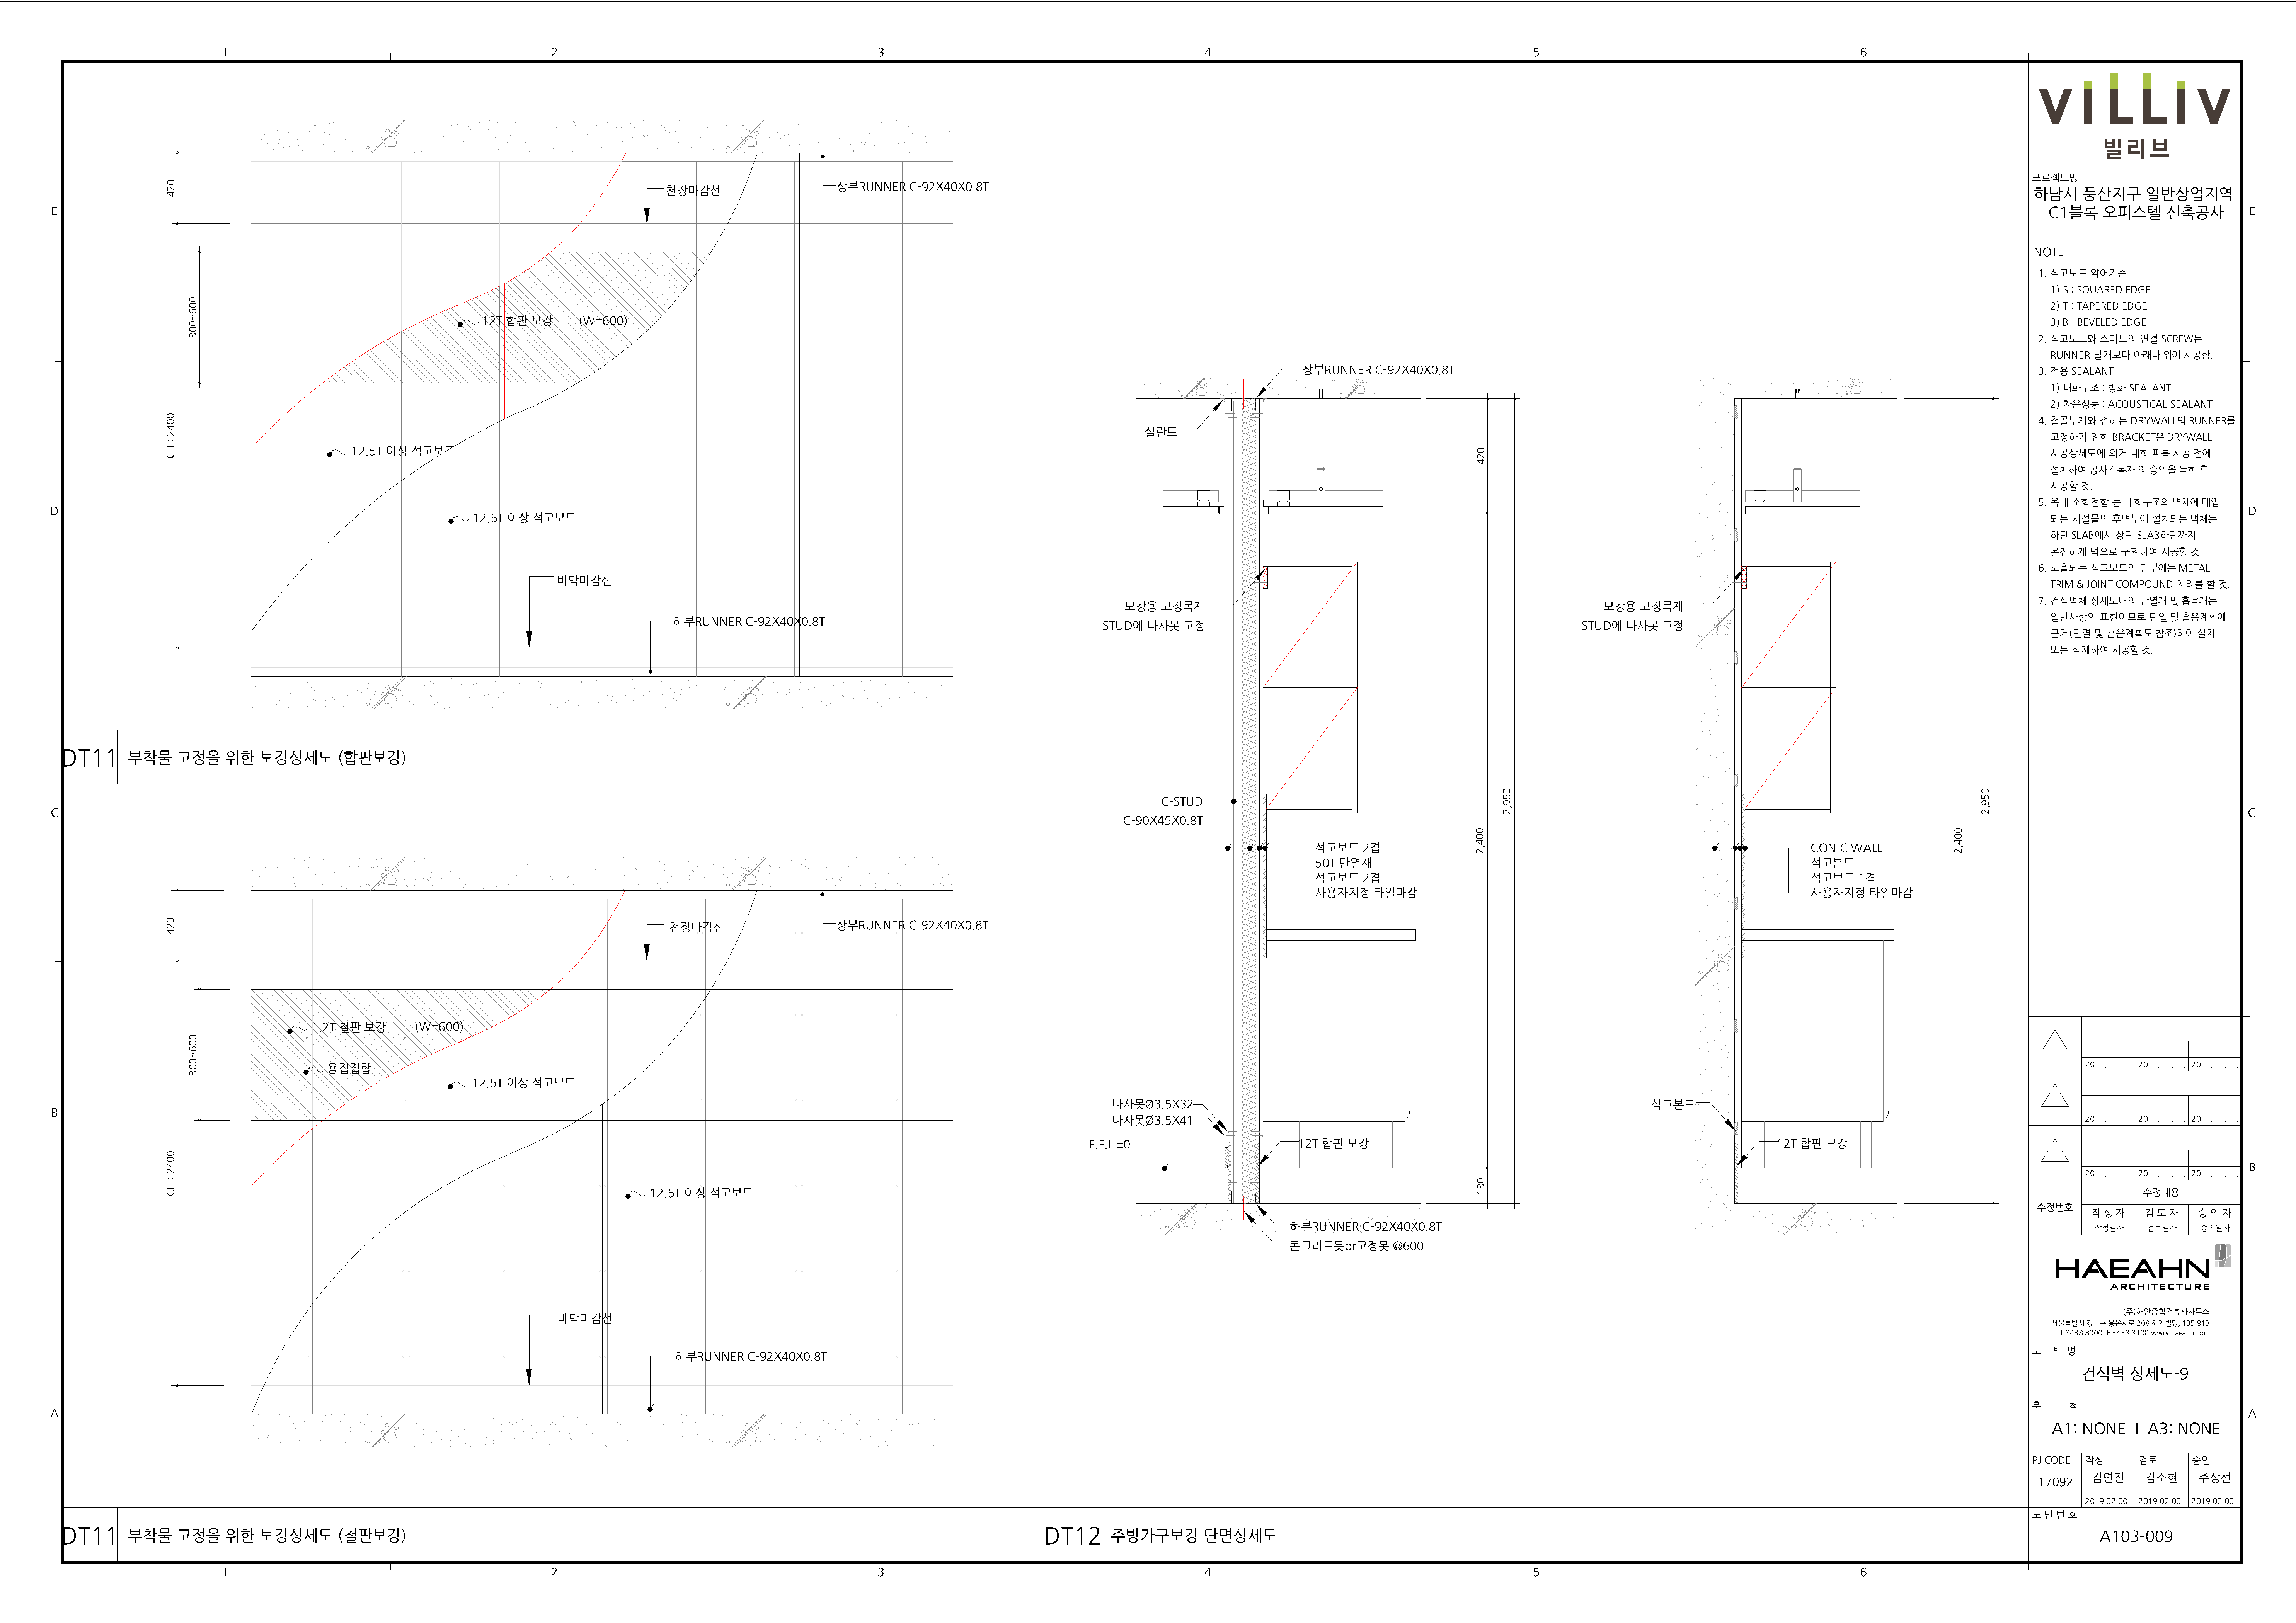 1
2
3
4
5
6
E
D
C
B
A
E
D
C
B
A
420
300~600
CH : 2400
천장마감선
상부RUNNER C-92X40X0.8T
12T 합판 보강 (W=600)
12.5T 이상 석고보드
12.5T 이상 석고보드
바닥마감선
하부RUNNER C-92X40X0.8T
DT11 부착물 고정을 위한 보강상세도 (합판보강)
420
300~600
CH : 2400
천장마감선
상부RUNNER C-92X40X0.8T
1.2T 철판 보강 (W=600)
용접접합
12.5T 이상 석고보드
12.5T 이상 석고보드
바닥마감선
하부RUNNER C-92X40X0.8T
DT11 부착물 고정을 위한 보강상세도 (철판보강)
상부RUNNER C-92X40X0.8T
실란트
420
보강용 고정목재
STUD에 나사못 고정
C-STUD
C-90X45X0.8T
2,950
2,400
석고보드 2겹
50T 단열재
석고보드 2겹
사용자지정 타일마감
나사못Ø3.5X32
나사못Ø3.5X41
F.F.L ±0
12T 합판 보강
130
하부RUNNER C-92X40X0.8T
콘크리트못or고정못 @600
보강용 고정목재
STUD에 나사못 고정
2,950
2,400
CON'C WALL
석고본드
석고보드 1겹
사용자지정 타일마감
석고본드
12T 합판 보강
DT12 주방가구보강 단면상세도
ViLLiV
빌리브
프로젝트명
하남시 풍산지구 일반상업지역
C1블록 오피스텔 신축공사
NOTE
1. 석고보드 약어기준
1) S : SQUARED EDGE
2) T : TAPERED EDGE
3) B : BEVELED EDGE
2. 석고보드와 스터드의 연결 SCREW는
RUNNER 날개보다 아래나 위에 시공함.
3. 적용 SEALANT
1) 내화구조 : 방화 SEALANT
2) 차음성능 : ACOUSTICAL SEALANT
4. 철골부재와 접하는 DRYWALL의 RUNNER를
고정하기 위한 BRACKET은 DRYWALL
시공상세도에 의거 내화 피복 시공 전에
설치하여 공사감독자 의 승인을 득한 후
시공할 것.
5. 옥내 소화전함 등 내화구조의 벽체에 매입
되는 시설물의 후면부에 설치되는 벽체는
하단 SLAB에서 상단 SLAB하단까지
온전하게 벽으로 구획하여 시공할 것.
6. 노출되는 석고보드의 단부에는 METAL
TRIM & JOINT COMPOUND 처리를 할 것.
7. 건식벽체 상세도내의 단열재 및 흡음재는
일반사항의 표현이므로 단열 및 흡음계획에
근거(단열 및 흡음계획도 참조)하여 설치
또는 삭제하여 시공할 것.
20 . . . 20 . . . 20 . . .
20 . . . 20 . . . 20 . . .
20 . . . 20 . . . 20 . . .
수정번호
수정내용
작 성 자 검 토 자 승 인 자
작성일자 검토일자 승인일자
HAEAHN
ARCHITECTURE
(주)해안종합건축사사무소
서울특별시 강남구 봉은사로 208 해안빌딩, 135-913
T.3438 8000 F.3438 8100 www.haeahn.com
도 면 명
건식벽 상세도-9
축 척
A1: NONE I A3: NONE
PJ CODE 작성 검토 승인
17092 김연진 김소현 주상선
2019.02.00. 2019.02.00. 2019.02.00.
도 면 번 호
A103-009
1
2
3
4
5
6